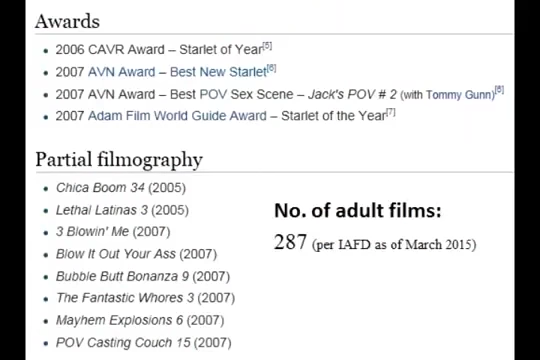 Awards
2006 CAVR Award – Starlet of Year[5]
2007 AVN Award – Best New Starlet[6]
2007 AVN Award – Best POV Sex Scene – Jack's POV # 2 (with Tommy Gunn)[8]
2007 Adam Film World Guide Award – Starlet of the Year[7]
Partial filmography
Chica Boom 34 (2005)
Lethal Latinas 3 (2005)
3 Blowin' Me (2007)
Blow It Out Your Ass (2007)
Bubble Butt Bonanza 9 (2007)
The Fantastic Whores 3 (2007)
Mayhem Explosions 6 (2007)
POV Casting Couch 15 (2007)
No. of adult films:
287 (per IAFD as of March 2015)